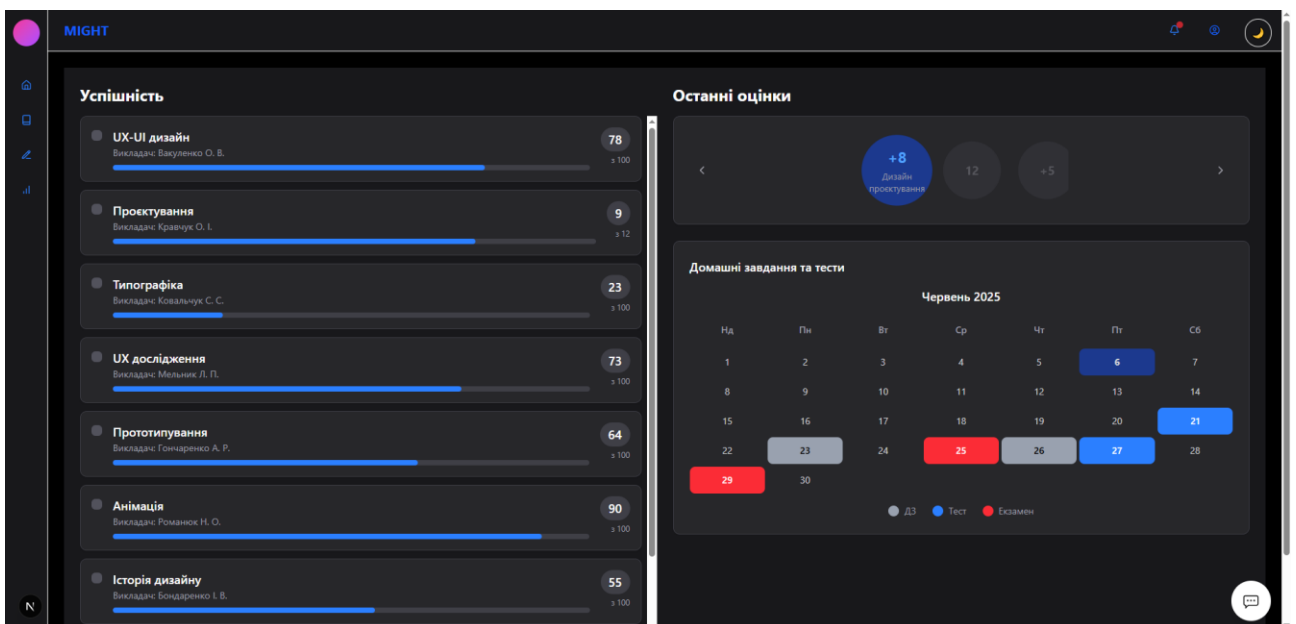 MIGHT
Успішність
UX-UI дизайн
Викладач: Вакуленко О. В.
78
з 100
Проєктування
Викладач: Кравчук О. І.
9
з 12
Типографіка
Викладач: Ковальчук С. С.
23
з 100
UX дослідження
Викладач: Мельник Л. П.
73
з 100
Прототипування
Викладач: Гончаренко А. Р.
64
з 100
Анімація
Викладач: Романюк Н. О.
90
з 100
Історія дизайну
Викладач: Бондаренко І. В.
55
з 100
N
Останні оцінки
+8
Дизайн
проєктування
12
+5
Домашні завдання та тести
Червень 2025
Нд Пн Вт Ср Чт Пт Сб
1 2 3 4 5 6 7
8 9 10 11 12 13 14
15 16 17 18 19 20 21
22 23 24 25 26 27 28
29 30
ДЗ Тест Екзамен